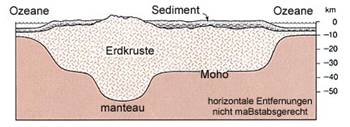 Ozeane Sediment Ozeane km
0
-10
Erdkruste
-20
-30
Moho
-40
-50
manteau
horizontale Entfernungen
nicht maßstabsgerecht